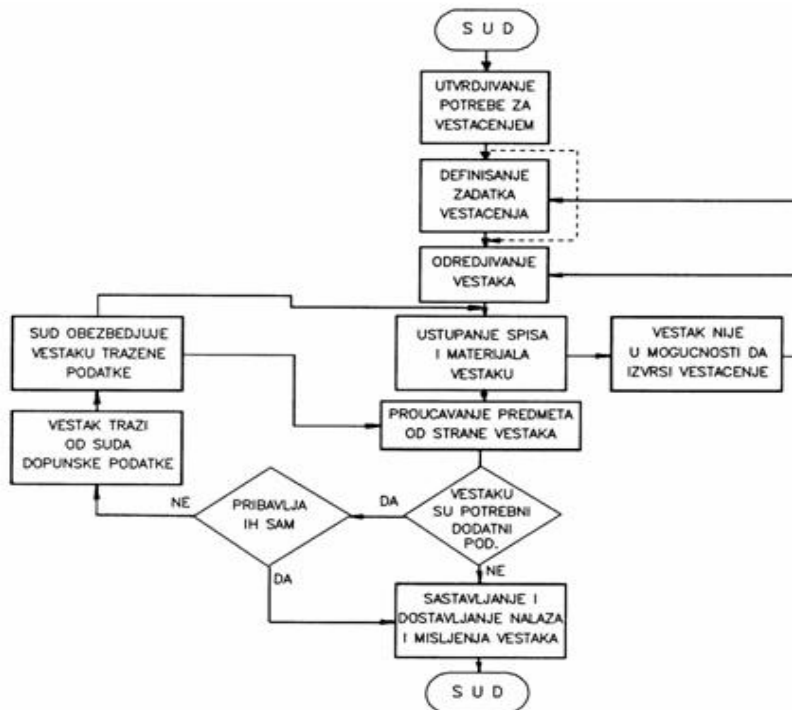 S U D
UTVRDJIVANJE
POTREBE ZA
VESTACENJEM
DEFINISANJE
ZADATKA
VESTACENJA
ODREDJIVANJE
VESTAKA
SUD OBEZBEDJUJE
VESTAKU TRAZENE
PODATKE
USTUPANJE SPISA
I MATERIJALA
VESTAKU
VESTAK NIJE
U MOGUCNOSTI DA
IZVRSI VESTACENJE
VESTAK TRAZI
OD SUDA
DOPUNSKE PODATKE
PROUCAVANJE PREDMETA
OD STRANE VESTAKA
NE
PRIBAVLJA
IH SAM
DA
VESTAKU
SU POTREBNI
DODATNI
POD.
DA
NE
SASTAVLJANJE I
DOSTAVLJANJE NALAZA
I MISLJENJA VESTAKA
S U D